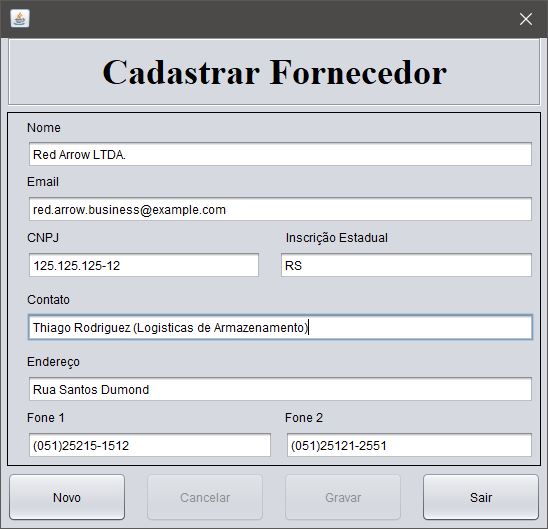 Cadastrar Fornecedor
Nome
Red Arrow LTDA.
Email
red.arrow.business@example.com
CNPJ Inscrição Estadual
125.125.125-12 RS
Contato
Thiago Rodriguez (Logisticas de Armazenamento)
Endereço
Rua Santos Dumond
Fone 1 Fone 2
(051)25215-1512 (051)25121-2551
Novo Cancelar Gravar Sair